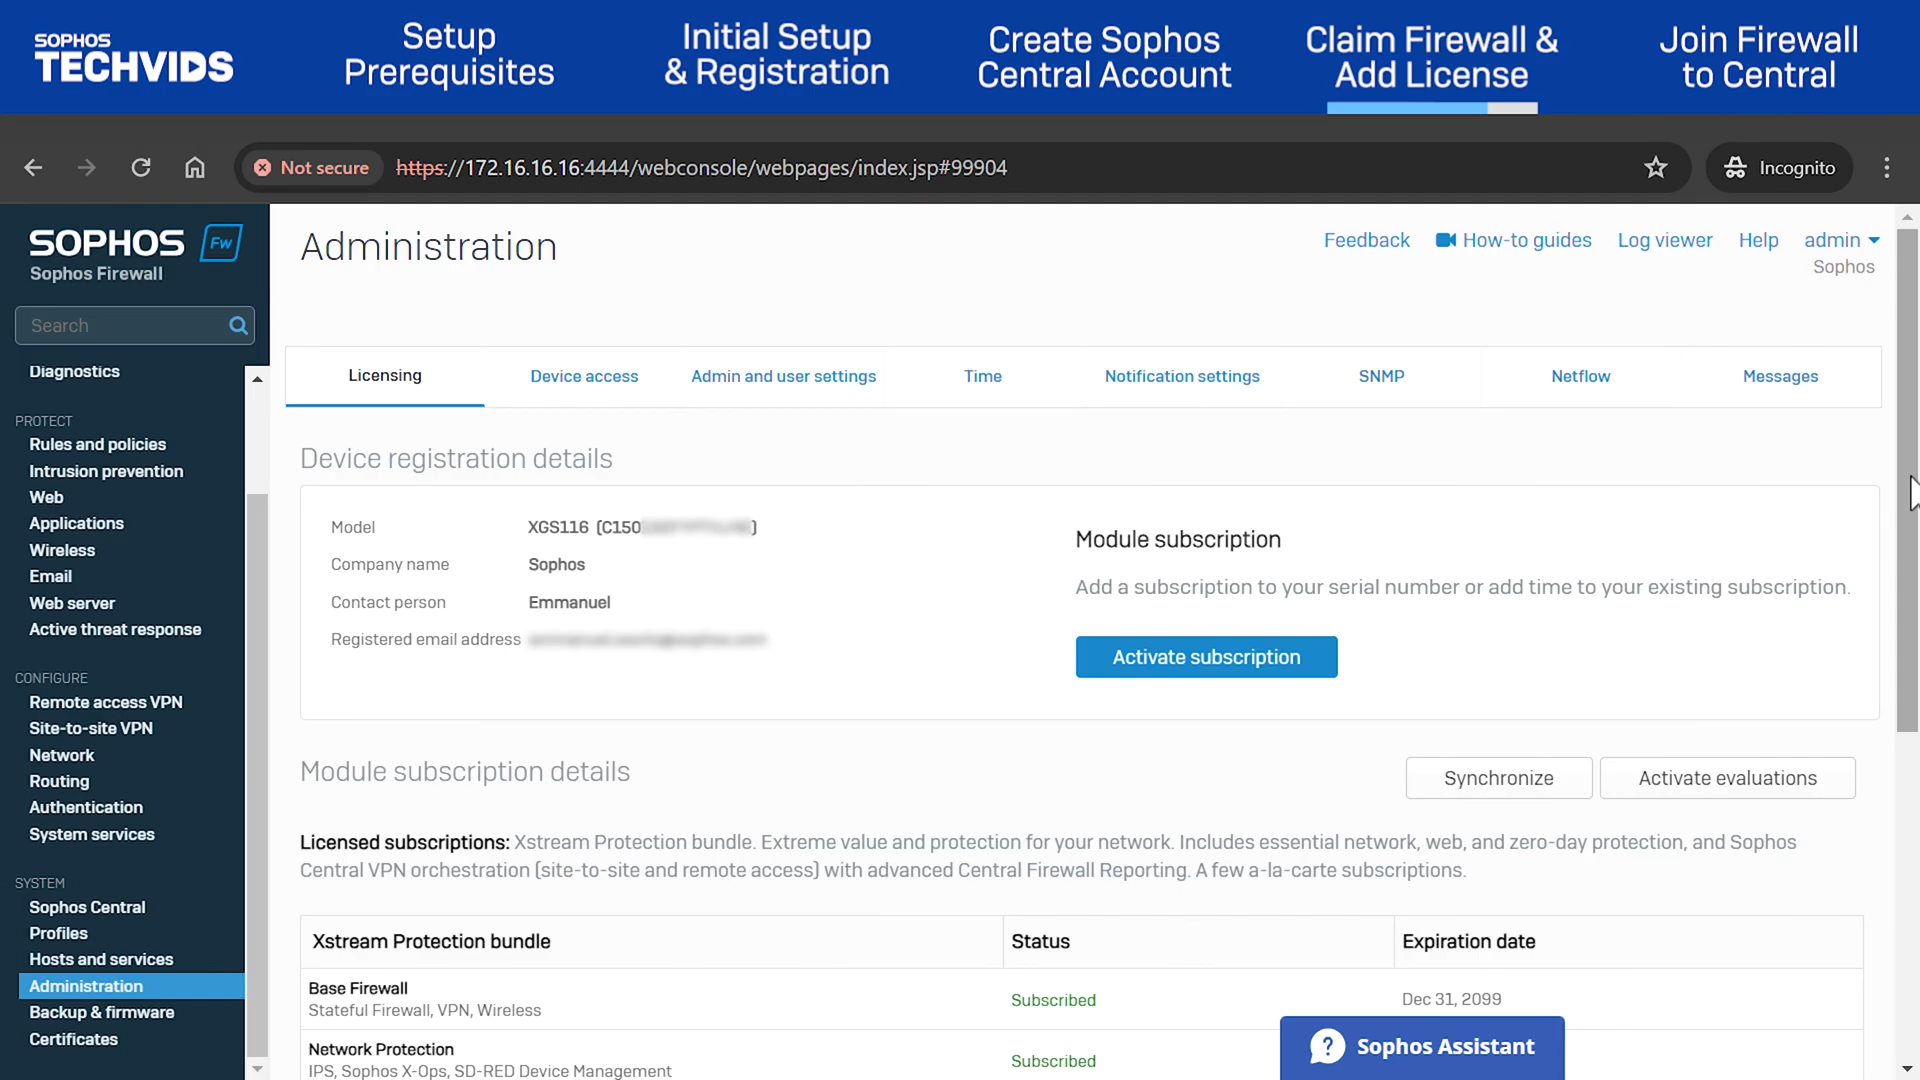 SOPHOS
TECHVIDS
Setup
Prerequisites
Initial Setup
& Registration
Create Sophos
Central Account
Claim Firewall &
Add License
Join Firewall
to Central
Not secure
https://172.16.16.16:4444/webconsole/webpages/index.jsp#99904
Incognito
SOPHOS
Fw
Sophos Firewall
Search
Diagnostics
PROTECT
Rules and policies
Intrusion prevention
Web
Applications
Wireless
Email
Web server
Active threat response
CONFIGURE
Remote access VPN
Site-to-site VPN
Network
Routing
Authentication
System services
SYSTEM
Sophos Central
Profiles
Hosts and services
Administration
Backup & firmware
Certificates
Administration
Feedback
How-to guides
Log viewer
Help
admin
Sophos
Licensing
Device access
Admin and user settings
Time
Notification settings
SNMP
Netflow
Messages
Device registration details
Model XGS116 (C150 )
Company name Sophos
Contact person Emmanuel
Registered email address
Module subscription
Add a subscription to your serial number or add time to your existing subscription.
Activate subscription
Module subscription details
Synchronize
Activate evaluations
Licensed subscriptions: Xstream Protection bundle. Extreme value and protection for your network. Includes essential network, web, and zero-day protection, and Sophos
Central VPN orchestration (site-to-site and remote access) with advanced Central Firewall Reporting. A few a-la-carte subscriptions.
Xstream Protection bundle Status Expiration date
Base Firewall
Stateful Firewall, VPN, Wireless
Subscribed
Dec 31, 2099
Network Protection
IPS, Sophos X-Ops, SD-RED Device Management
Subscribed
? Sophos Assistant